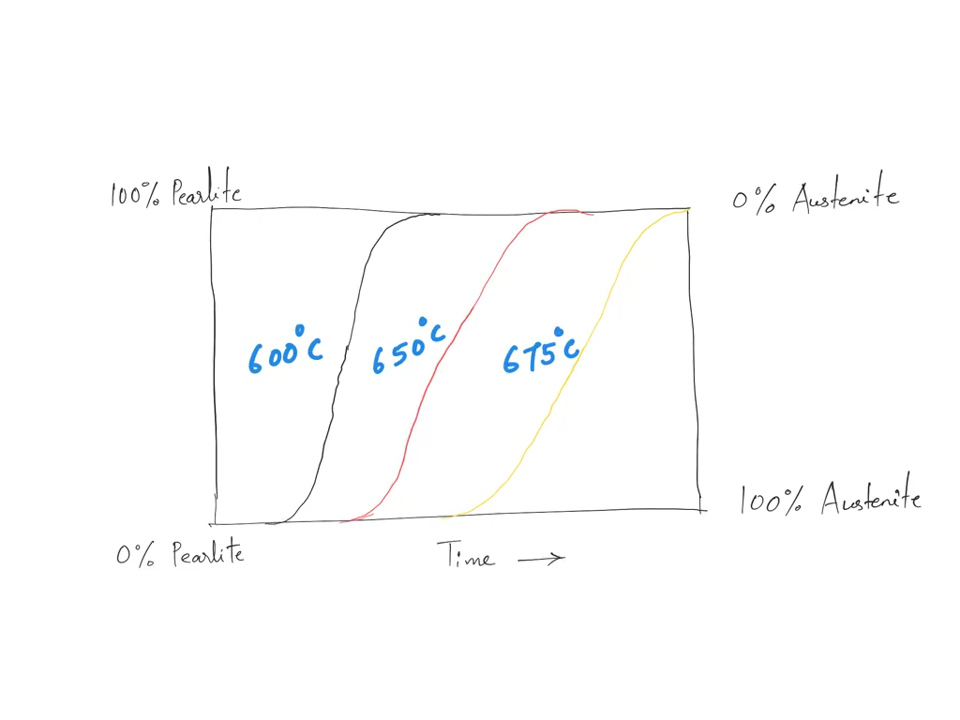 100% Pearlite
0% Austenite
600°C
650°C
675°C
100% Austenite
0% Pearlite
Time →